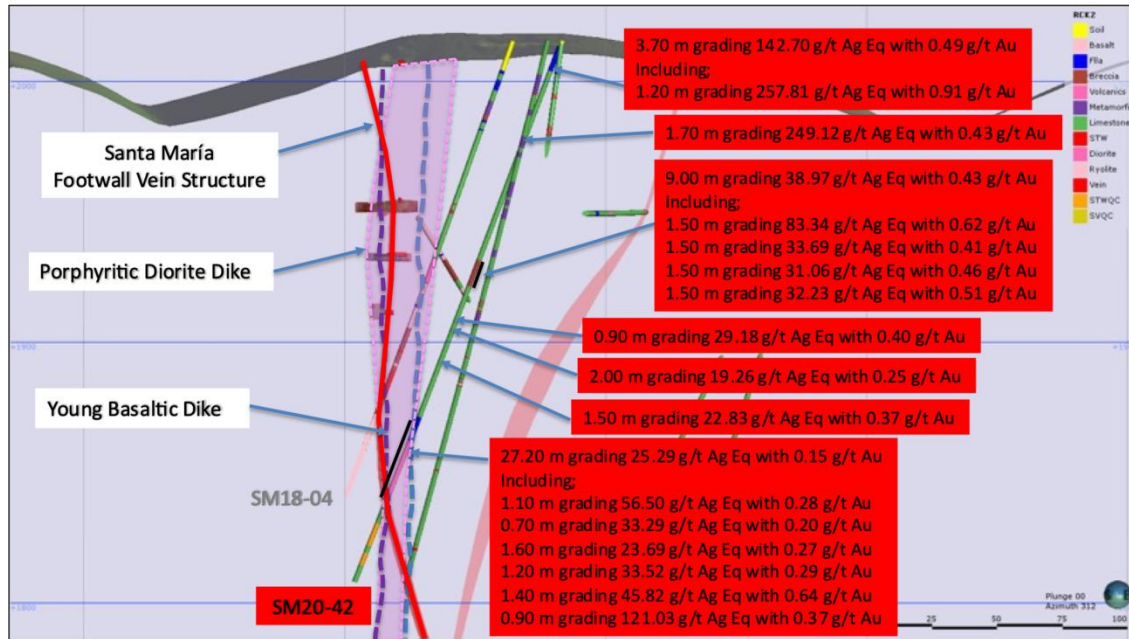 RCK2
Soil
Basalt
Flla
Breccia
Volcanics
Metamorfi
Limestone
STW
Diorite
Ryolite
Vein
STWQC
SVQC
3.70 m grading 142.70 g/t Ag Eq with 0.49 g/t Au
Including;
1.20 m grading 257.81 g/t Ag Eq with 0.91 g/t Au
+2000
1.70 m grading 249.12 g/t Ag Eq with 0.43 g/t Au
Santa María
Footwall Vein Structure
9.00 m grading 38.97 g/t Ag Eq with 0.43 g/t Au
Including;
1.50 m grading 83.34 g/t Ag Eq with 0.62 g/t Au
1.50 m grading 33.69 g/t Ag Eq with 0.41 g/t Au
1.50 m grading 31.06 g/t Ag Eq with 0.46 g/t Au
1.50 m grading 32.23 g/t Ag Eq with 0.51 g/t Au
Porphyritic Diorite Dike
+1900
0.90 m grading 29.18 g/t Ag Eq with 0.40 g/t Au
2.00 m grading 19.26 g/t Ag Eq with 0.25 g/t Au
1.50 m grading 22.83 g/t Ag Eq with 0.37 g/t Au
Young Basaltic Dike
27.20 m grading 25.29 g/t Ag Eq with 0.15 g/t Au
Including;
1.10 m grading 56.50 g/t Ag Eq with 0.28 g/t Au
0.70 m grading 33.29 g/t Ag Eq with 0.20 g/t Au
1.60 m grading 23.69 g/t Ag Eq with 0.27 g/t Au
1.20 m grading 33.52 g/t Ag Eq with 0.29 g/t Au
1.40 m grading 45.82 g/t Ag Eq with 0.64 g/t Au
0.90 m grading 121.03 g/t Ag Eq with 0.37 g/t Au
SM18-04
SM20-42
+1800
Plunge 00
Azimuth 312
25 50 75 100